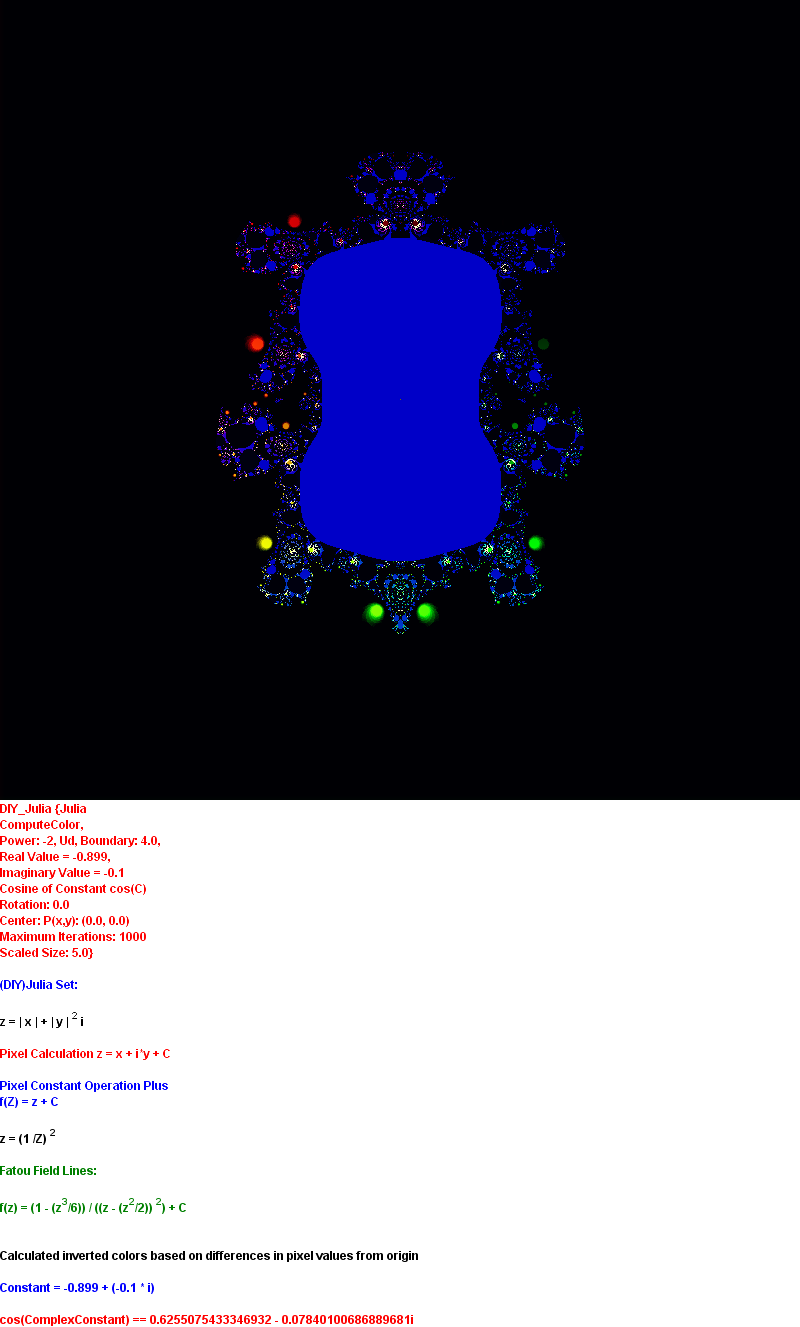 DIY_Julia {Julia
ComputeColor,
Power: -2, Ud, Boundary: 4.0,
Real Value = -0.899,
Imaginary Value = -0.1
Cosine of Constant cos(C)
Rotation: 0.0
Center: P(x,y): (0.0, 0.0)
Maximum Iterations: 1000
Scaled Size: 5.0}
(DIY)Julia Set:
z = | x | + | y | ² i
Pixel Calculation z = x + i*y + C
Pixel Constant Operation Plus
f(Z) = z + C
z = (1 /Z) ²
Fatou Field Lines:
f(z) = (1 - (z³/6)) / ((z - (z²/2)) ²) + C
Calculated inverted colors based on differences in pixel values from origin
Constant = -0.899 + (-0.1 * i)
cos(ComplexConstant) == 0.6255075433346932 - 0.07840100686889681i